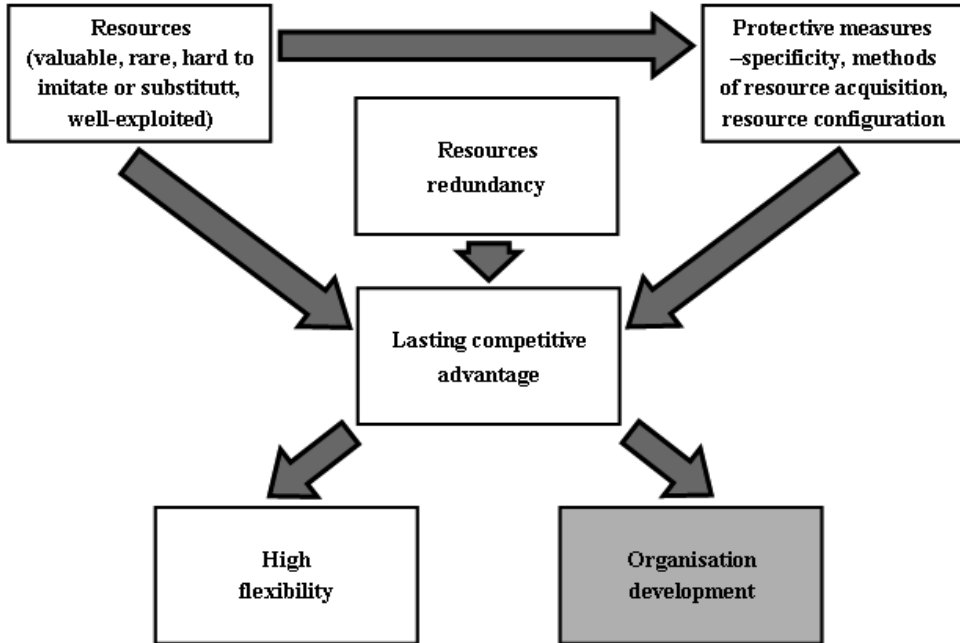 Resources
(valuable, rare, hard to
imitate or substitutt,
well-exploited)
Protective measures
–specificity, methods
of resource acquisition,
resource configuration
Resources
redundancy
Lasting competitive
advantage
High
flexibility
Organisation
development